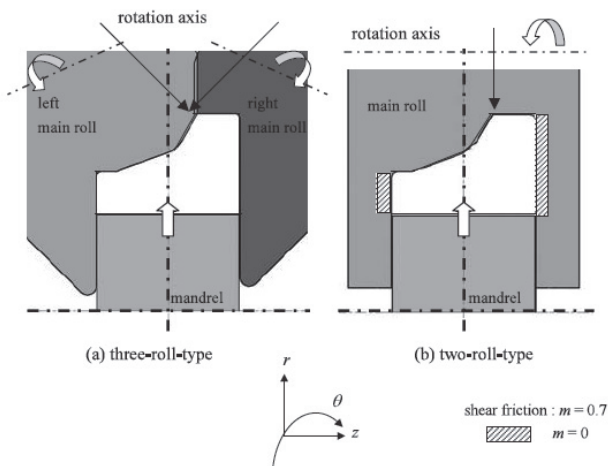 rotation axis
left
main roll
right
main roll
mandrel
(a) three-roll-type
rotation axis
main roll
mandrel
(b) two-roll-type
r
θ
z
shear friction : m = 0.7
m = 0